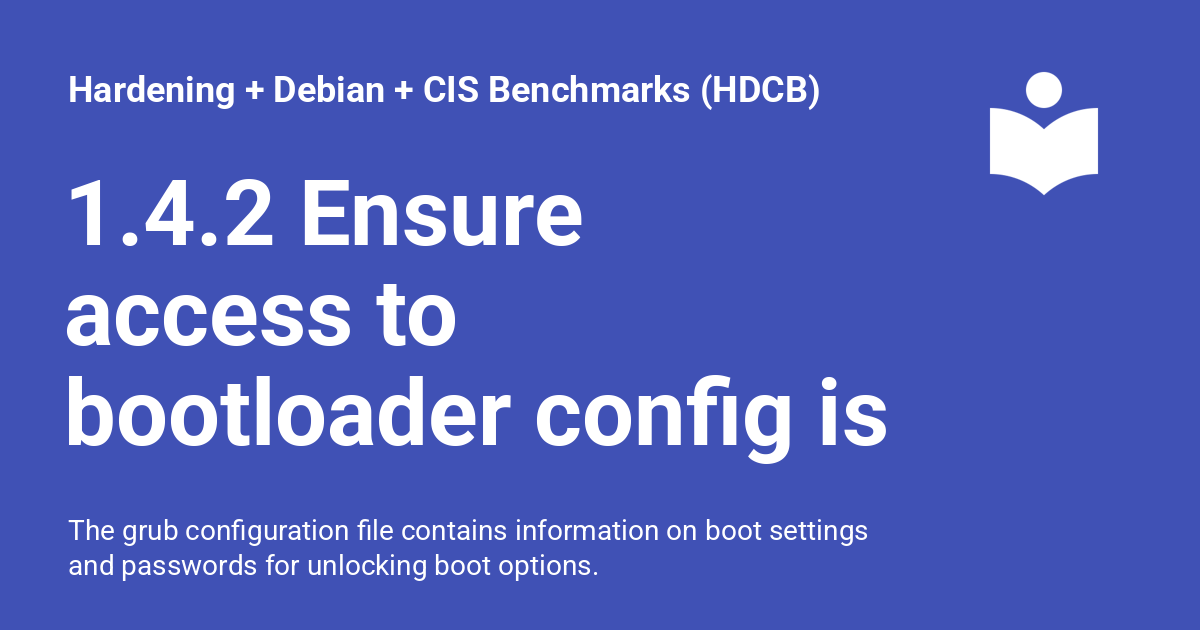 Hardening + Debian + CIS Benchmarks (HDCB)
1.4.2 Ensure
access to
bootloader config is
The grub configuration file contains information on boot settings
and passwords for unlocking boot options.